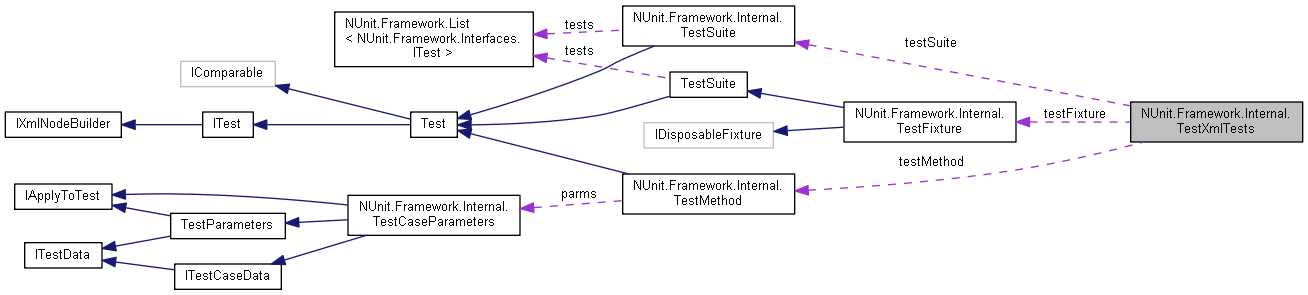 NUnit.Framework.List
< NUnit.Framework.Interfaces.
ITest >
tests
NUnit.Framework.Internal.
TestSuite
testSuite
tests
IComparable
TestSuite
IXmlNodeBuilder
ITest
Test
IDisposableFixture
NUnit.Framework.Internal.
TestFixture
testFixture
NUnit.Framework.Internal.
TestXmlTests
testMethod
NUnit.Framework.Internal.
TestMethod
parms
IApplyToTest
NUnit.Framework.Internal.
TestCaseParameters
TestParameters
ITestData
ITestCaseData